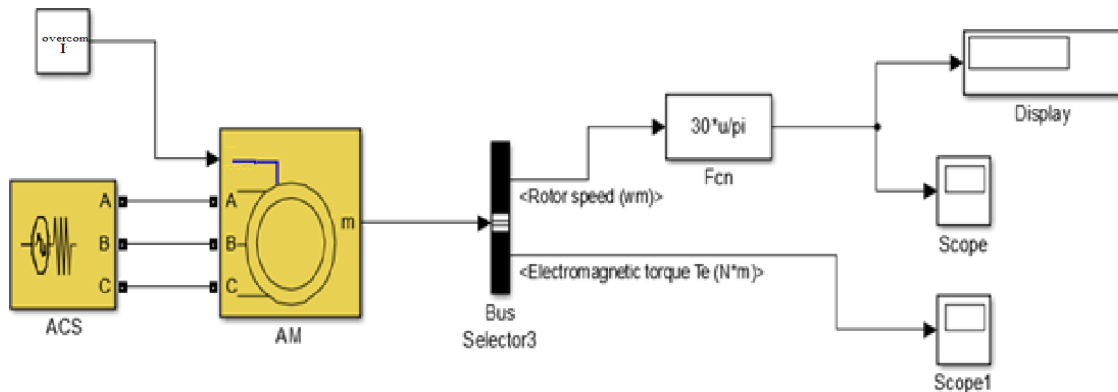 overcom
I
Display
30*u/pi
Fcn
A
A
m
<Rotor speed (wm)>
B
B
Scope
C
C
<Electromagnetic torque Te (N*m)>
ACS
AM
Bus
Selector3
Scope1